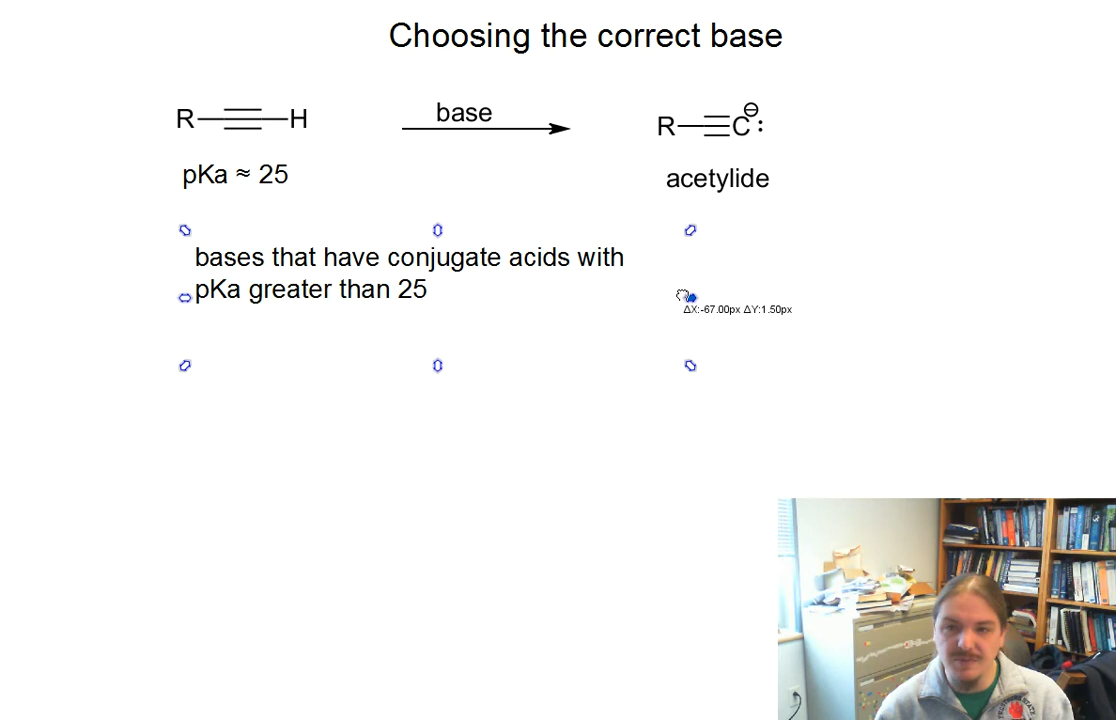 Choosing the correct base
R H
base
R C ⊖ :
pKa ≈ 25
acetylide
bases that have conjugate acids with
pKa greater than 25
ΔX:-67.00px ΔY:1.50px